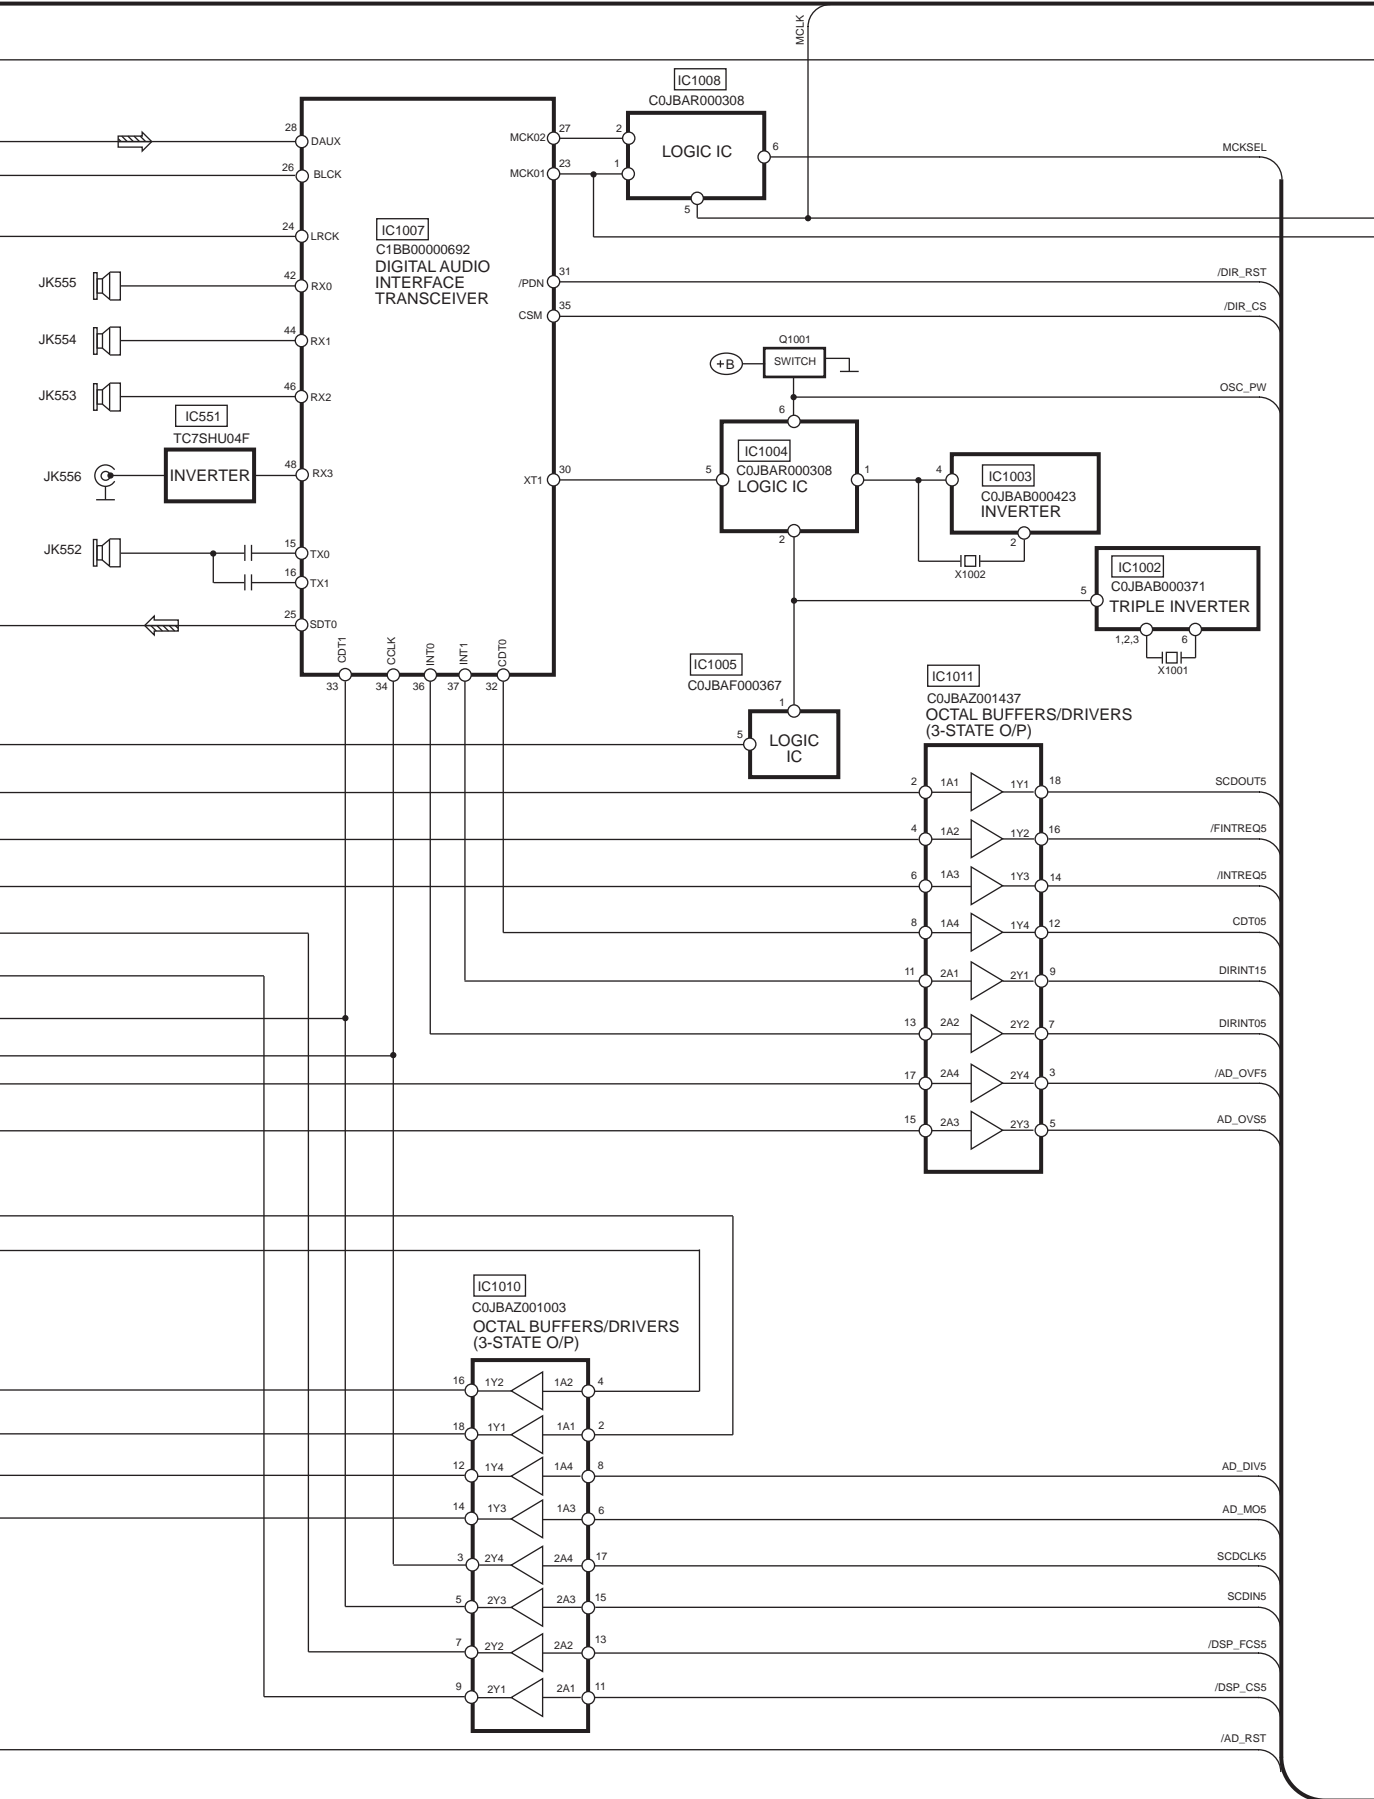 MCLK
IC1008
C0JBAR000308
28
DAUX
MCK02
27
2
LOGIC IC
6
MCKSEL
26
BLCK
MCK01
23
1
5
24
LRCK
IC1007
C1BB00000692
DIGITAL AUDIO
INTERFACE
TRANSCEIVER
JK555
42
RX0
/PDN
31
/DIR_RST
CSM
35
/DIR_CS
JK554
44
RX1
Q1001
+B
SWITCH
JK553
46
RX2
OSC_PW
6
IC551
TC7SHU04F
JK556
INVERTER
48
RX3
XT1
30
5
IC1004
C0JBAR000308
LOGIC IC
1
4
IC1003
C0JBAB000423
INVERTER
2
2
X1002
JK552
15
TX0
16
TX1
IC1002
C0JBAB000371
TRIPLE INVERTER
5
1,2,3
6
X1001
25
SDT0
CDT1
CCLK
INT0
INT1
CDT0
33
34
36
37
32
IC1005
C0JBAF000367
1
5
LOGIC
IC
IC1011
C0JBAZ001437
OCTAL BUFFERS/DRIVERS
(3-STATE O/P)
2
1A1
1Y1
18
SCDOUT5
4
1A2
1Y2
16
/FINTREQ5
6
1A3
1Y3
14
/INTREQ5
8
1A4
1Y4
12
CDT05
11
2A1
2Y1
9
DIRINT15
13
2A2
2Y2
7
DIRINT05
17
2A4
2Y4
3
/AD_OVF5
15
2A3
2Y3
5
AD_OVS5
IC1010
C0JBAZ001003
OCTAL BUFFERS/DRIVERS
(3-STATE O/P)
16
1Y2
1A2
4
18
1Y1
1A1
2
12
1Y4
1A4
8
AD_DIV5
14
1Y3
1A3
6
AD_MO5
3
2Y4
2A4
17
SCDCLK5
5
2Y3
2A3
15
SCDIN5
7
2Y2
2A2
13
/DSP_FCS5
9
2Y1
2A1
11
/DSP_CS5
/AD_RST